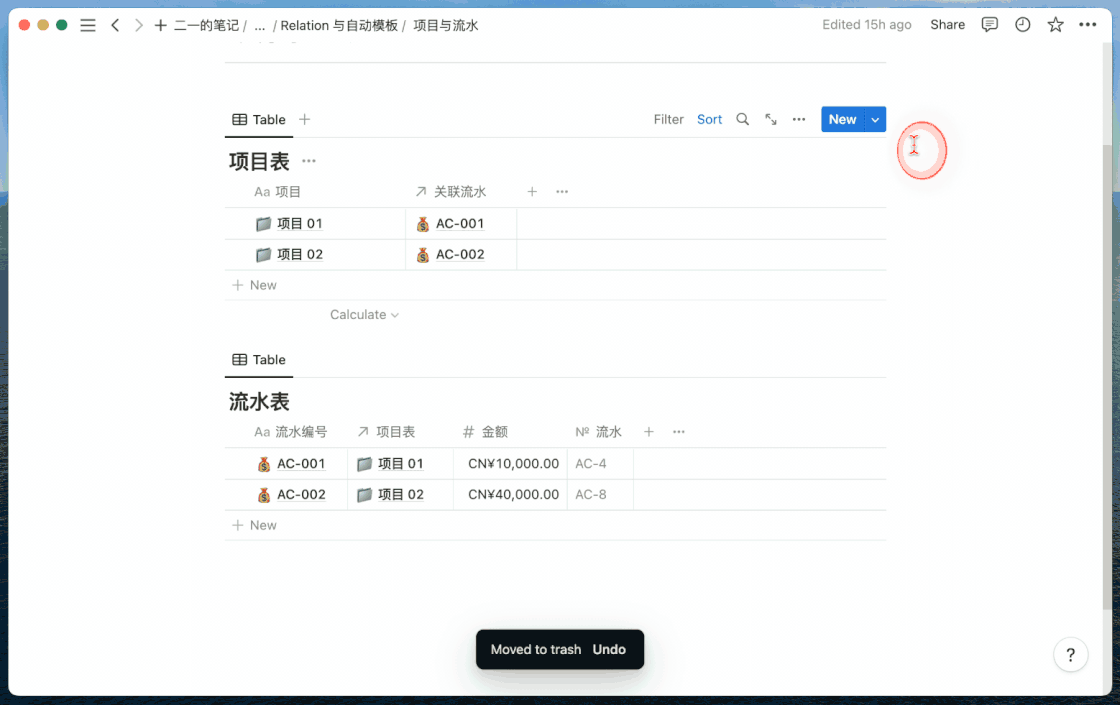 二一的笔记 / ... / Relation 与自动模板 / 项目与流水 Edited 15h ago Share
Table Filter Sort New
项目表
Aa 项目 关联流水
项目 01 AC-001
项目 02 AC-002
New
Calculate
Table
流水表
Aa 流水编号 项目表 # 金额 Nº 流水
AC-001 项目 01 CN¥10,000.00 AC-4
AC-002 项目 02 CN¥40,000.00 AC-8
New
Moved to trash Undo
?